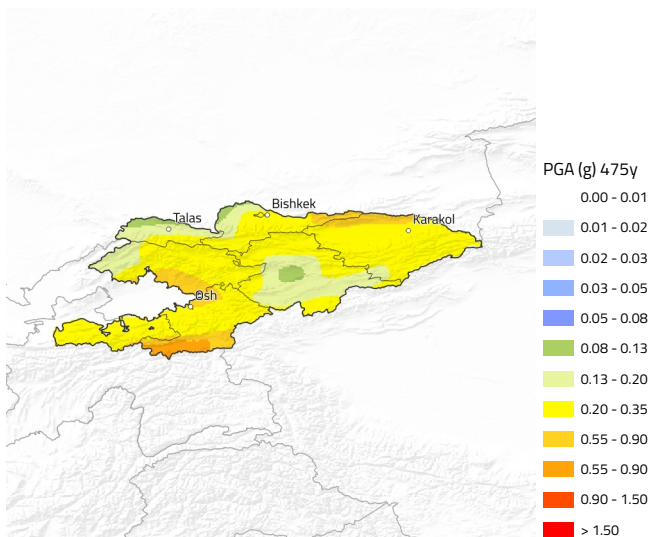 Bishkek
Talas
Karakol
Osh
PGA (g) 475y
0.00 - 0.01
0.01 - 0.02
0.02 - 0.03
0.03 - 0.05
0.05 - 0.08
0.08 - 0.13
0.13 - 0.20
0.20 - 0.35
0.55 - 0.90
0.55 - 0.90
0.90 - 1.50
> 1.50